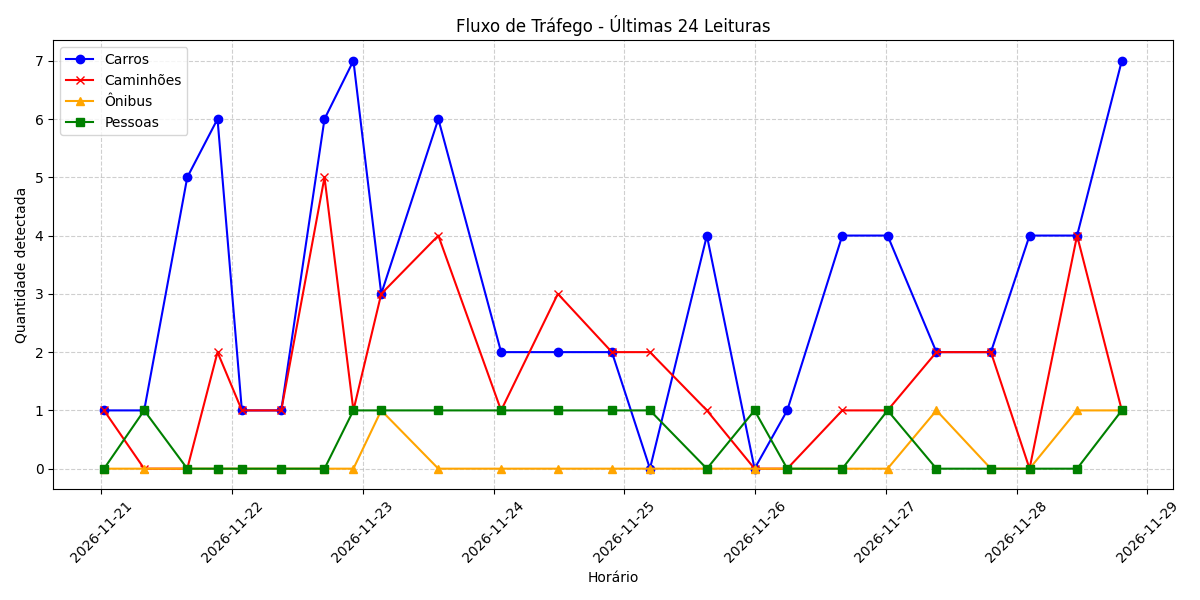 Fluxo de Tráfego - Últimas 24 Leituras
Carros
Caminhões
Ônibus
Pessoas
Quantidade detectada
7
6
5
4
3
2
1
0
2026-11-21
2026-11-22
2026-11-23
2026-11-24
2026-11-25
2026-11-26
2026-11-27
2026-11-28
2026-11-29
Horário